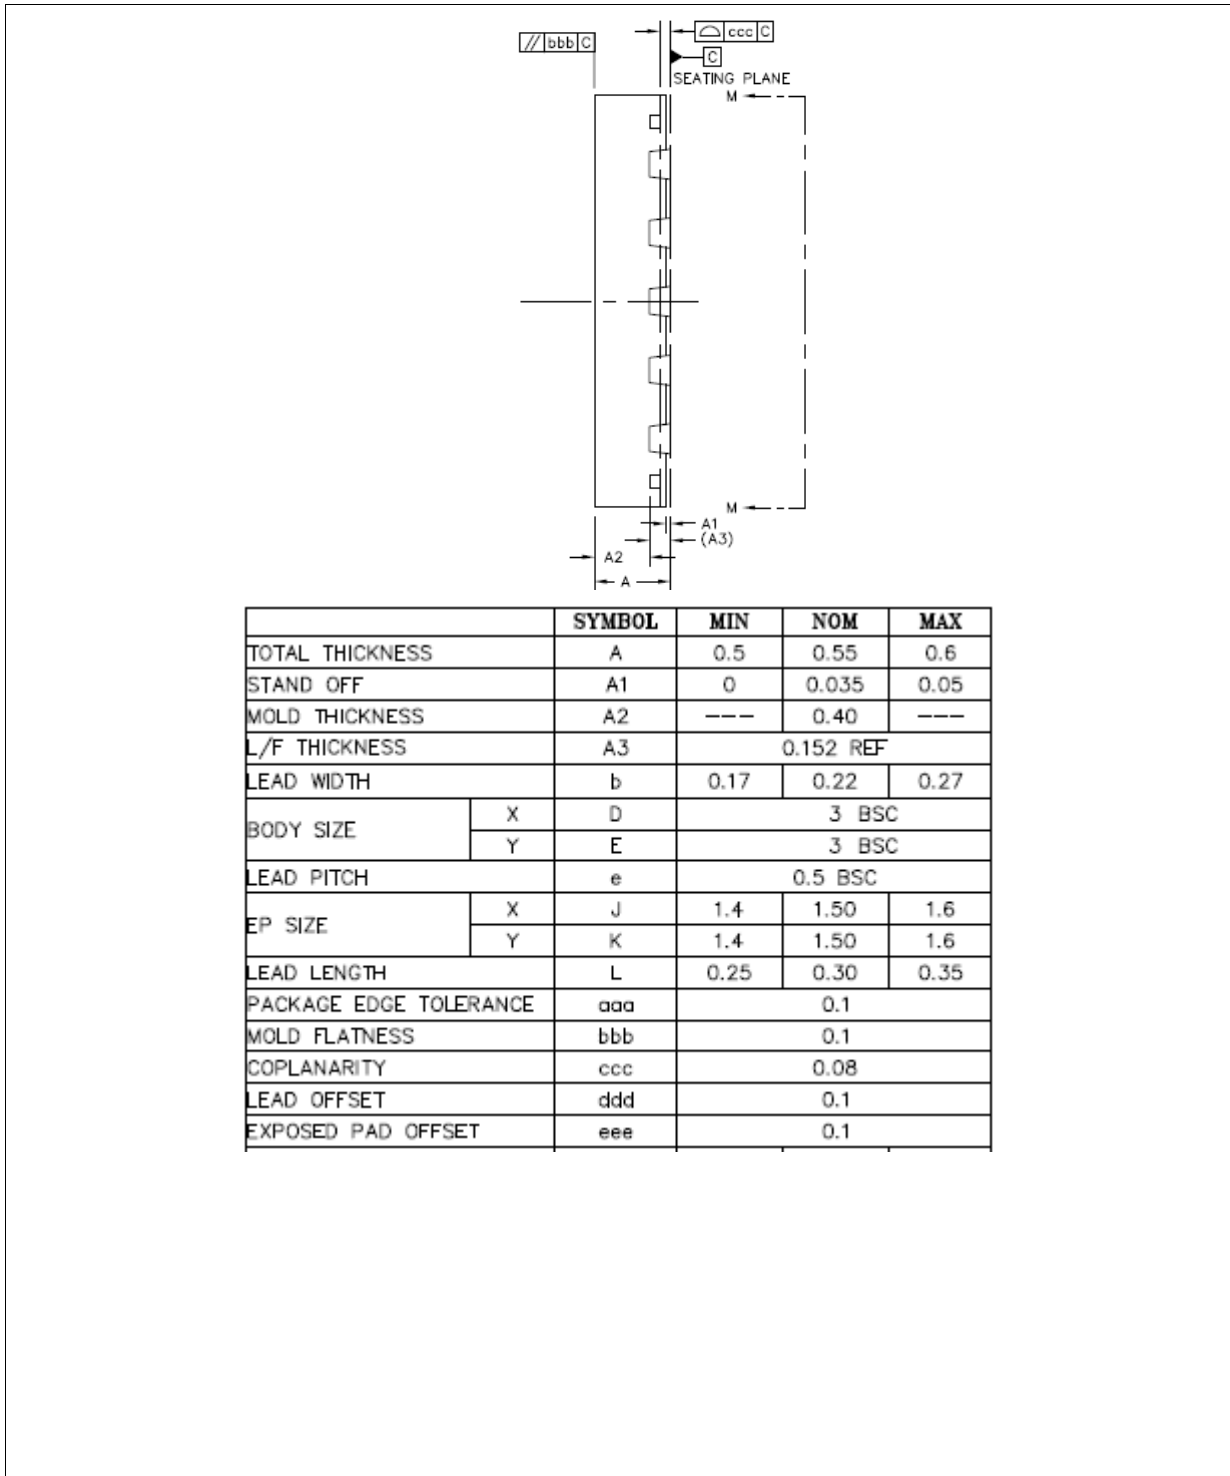 // bbb C
⌓ ccc C
C
SEATING PLANE
M
M
A1
(A3)
A2
A
SYMBOL MIN NOM MAX
TOTAL THICKNESS A 0.5 0.55 0.6
STAND OFF A1 0 0.035 0.05
MOLD THICKNESS A2 --- 0.40 ---
L/F THICKNESS A3 0.152 REF
LEAD WIDTH b 0.17 0.22 0.27
BODY SIZE X D 3 BSC
Y E 3 BSC
LEAD PITCH e 0.5 BSC
EP SIZE X J 1.4 1.50 1.6
Y K 1.4 1.50 1.6
LEAD LENGTH L 0.25 0.30 0.35
PACKAGE EDGE TOLERANCE aaa 0.1
MOLD FLATNESS bbb 0.1
COPLANARITY ccc 0.08
LEAD OFFSET ddd 0.1
EXPOSED PAD OFFSET eee 0.1